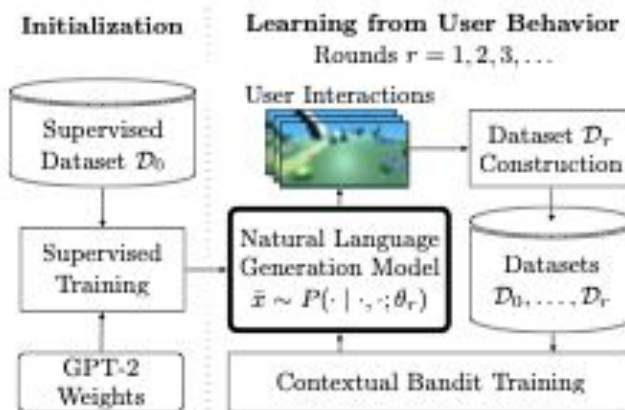 Initialization
Supervised
Dataset 𝒟₀
Supervised
Training
GPT-2
Weights
Learning from User Behavior
Rounds r = 1, 2, 3, …
User Interactions
Dataset 𝒟ᵣ
Construction
Natural Language
Generation Model
x̄ ∼ P(· | ·, ·; θᵣ)
Datasets
𝒟₀, …, 𝒟ᵣ
Contextual Bandit Training